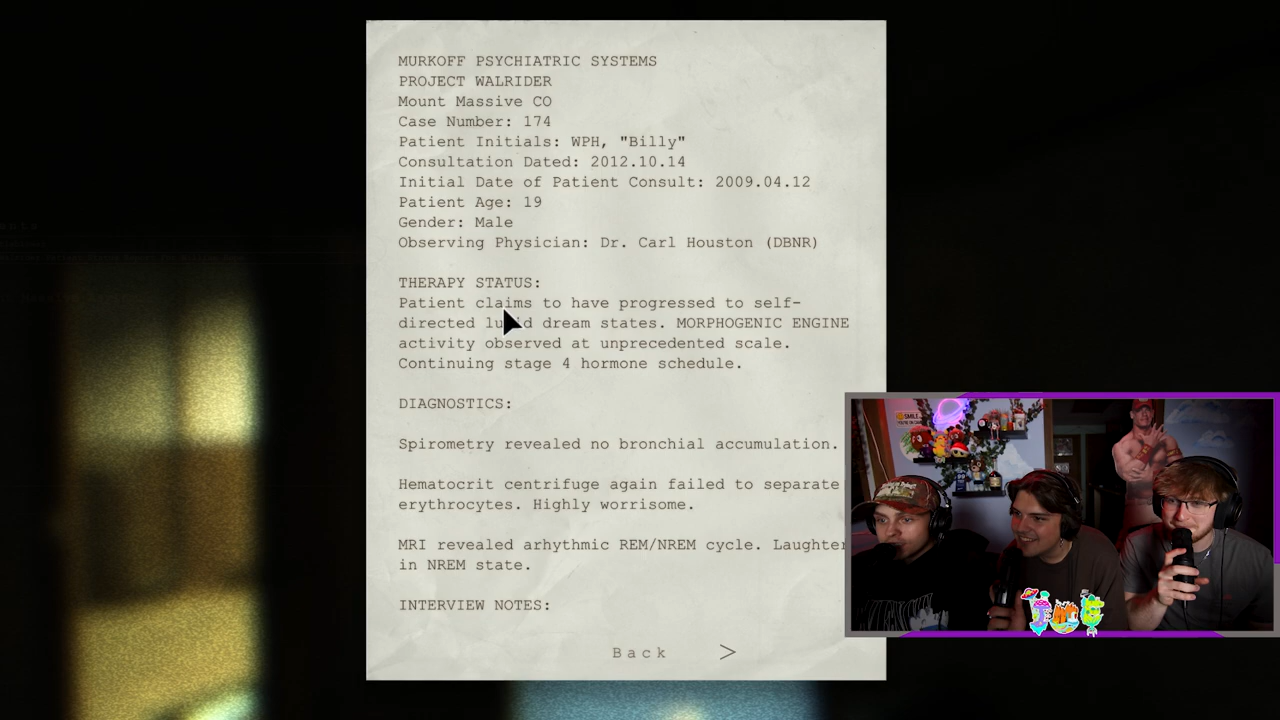 MURKOFF PSYCHIATRIC SYSTEMS
PROJECT WALRIDER
Mount Massive CO
Case Number: 174
Patient Initials: WPH, "Billy"
Consultation Dated: 2012.10.14
Initial Date of Patient Consult: 2009.04.12
Patient Age: 19
Gender: Male
Observing Physician: Dr. Carl Houston (DBNR)
THERAPY STATUS:
Patient claims to have progressed to self-
directed lucid dream states. MORPHOGENIC ENGINE
activity observed at unprecedented scale.
Continuing stage 4 hormone schedule.
DIAGNOSTICS:
Spirometry revealed no bronchial accumulation.
Hematocrit centrifuge again failed to separate
erythrocytes. Highly worrisome.
MRI revealed arhythmic REM/NREM cycle. Laughter
in NREM state.
INTERVIEW NOTES:
Back >
SMILE